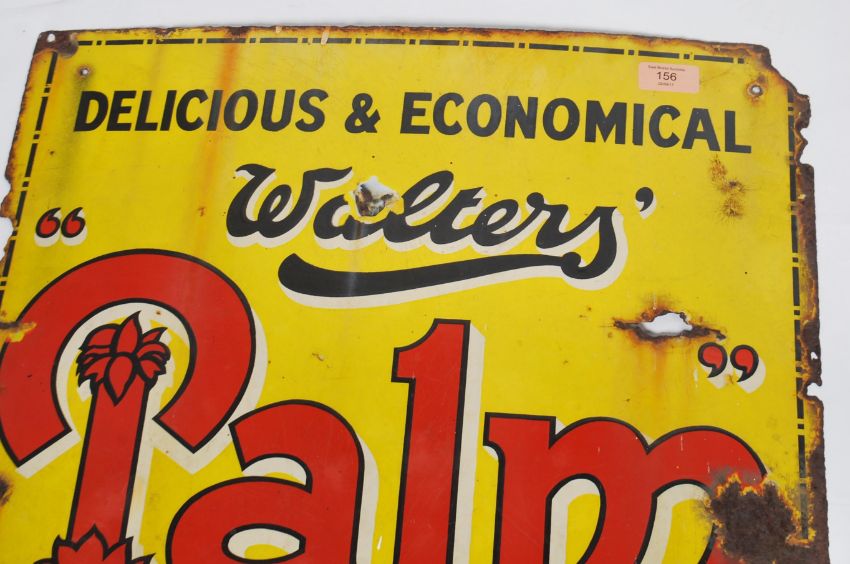 156
DELICIOUS & ECONOMICAL
Walters'
“Palm”